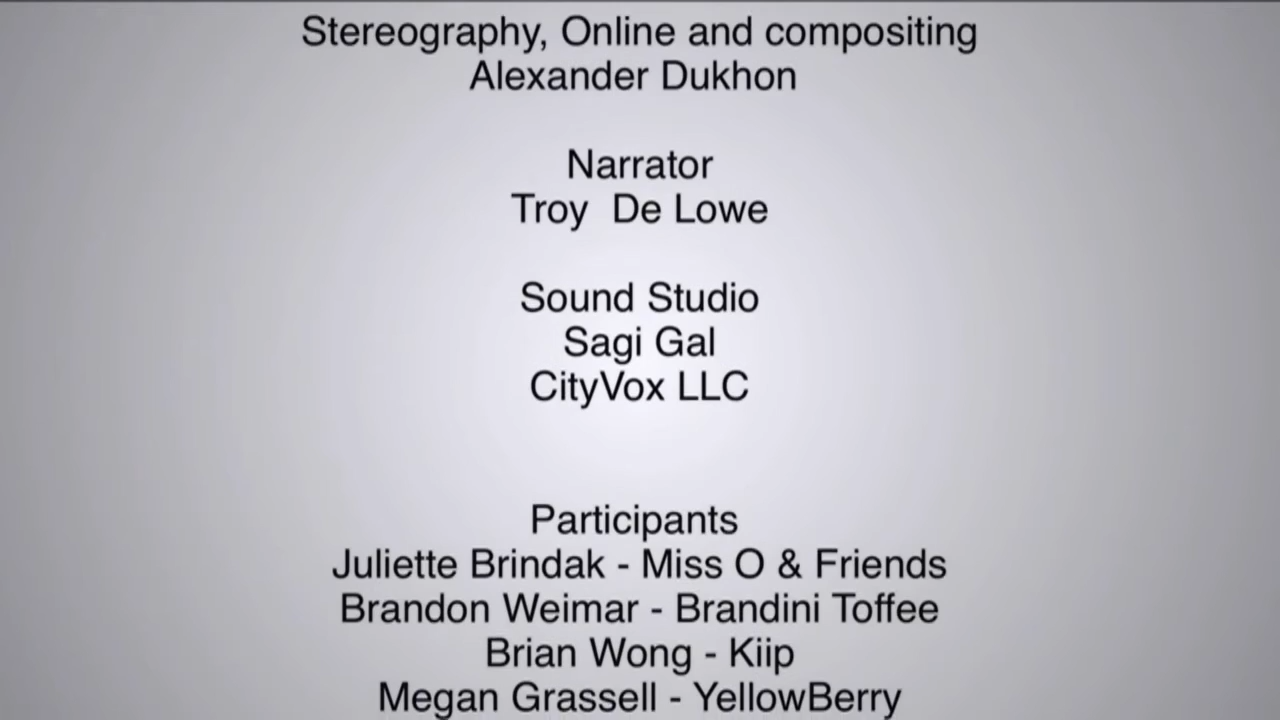 Stereography, Online and compositing
Alexander Dukhon
Narrator
Troy  De Lowe
Sound Studio
Sagi Gal
CityVox LLC
Participants
Juliette Brindak - Miss O & Friends
Brandon Weimar - Brandini Toffee
Brian Wong - Kiip
Megan Grassell - YellowBerry